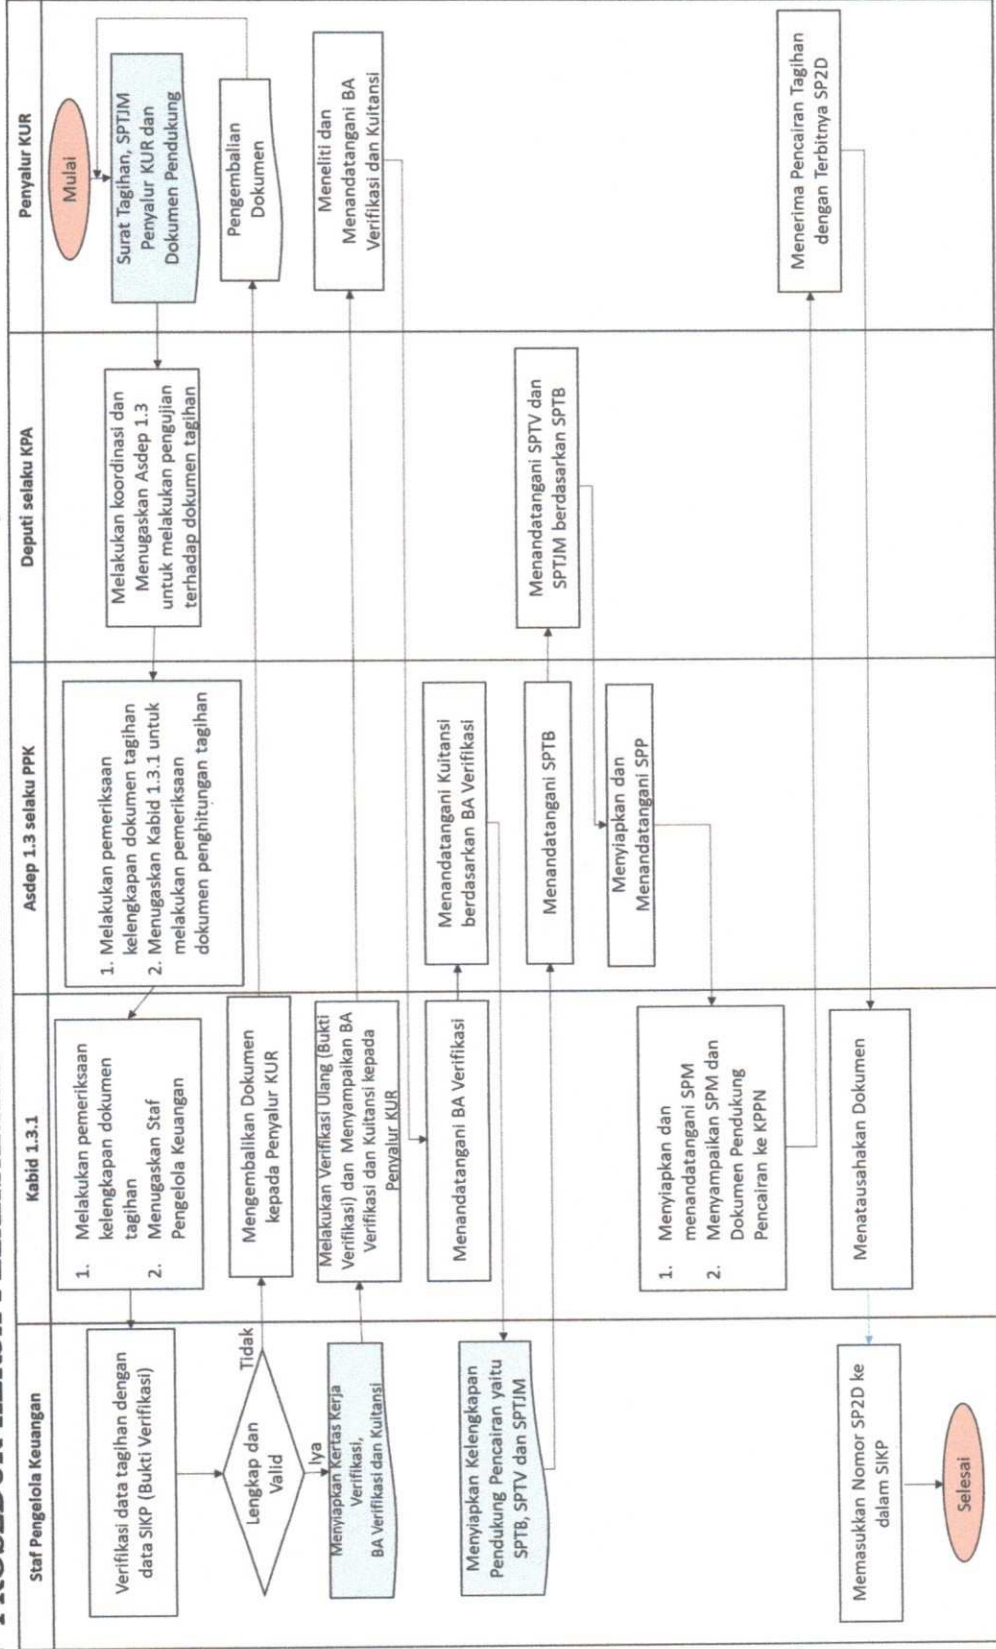 Staf Pengelola Keuangan
Kabid 1.3.1
Asdep 1.3 selaku PPK
Deputi selaku KPA
Penyalur KUR
Mulai
Surat Tagihan, SPTJM
Penyalur KUR dan
Dokumen Pendukung
Melakukan koordinasi dan
Menugaskan Asdep 1.3
untuk melakukan pengujian
terhadap dokumen tagihan
1. Melakukan pemeriksaan
kelengkapan dokumen tagihan
2. Menugaskan Kabid 1.3.1 untuk
melakukan pemeriksaan
dokumen penghitungan tagihan
1. Melakukan pemeriksaan
kelengkapan dokumen
tagihan
2. Menugaskan Staf
Pengelola Keuangan
Verifikasi data tagihan dengan
data SIKP (Bukti Verifikasi)
Lengkap dan
Valid
Tidak
Iya
Mengembalikan Dokumen
kepada Penyalur KUR
Pengembalian
Dokumen
Menyiapkan Kertas Kerja
Verifikasi,
BA Verifikasi dan Kuitansi
Melakukan Verifikasi Ulang (Bukti
Verifikasi) dan Menyampaikan BA
Verifikasi dan Kuitansi kepada
Penyalur KUR
Meneliti dan
Menandatangani BA
Verifikasi dan Kuitansi
Menandatangani BA Verifikasi
Menandatangani Kuitansi
berdasarkan BA Verifikasi
Menyiapkan Kelengkapan
Pendukung Pencairan yaitu
SPTB, SPTV dan SPTJM
Menandatangani SPTB
Menandatangani SPTV dan
SPTJM berdasarkan SPTB
Menyiapkan dan
Menandatangani SPP
1. Menyiapkan dan
menandatangani SPM
2. Menyampaikan SPM dan
Dokumen Pendukung
Pencairan ke KPPN
Menerima Pencairan Tagihan
dengan Terbitnya SP2D
Menatausahakan Dokumen
Memasukkan Nomor SP2D ke
dalam SIKP
Selesai